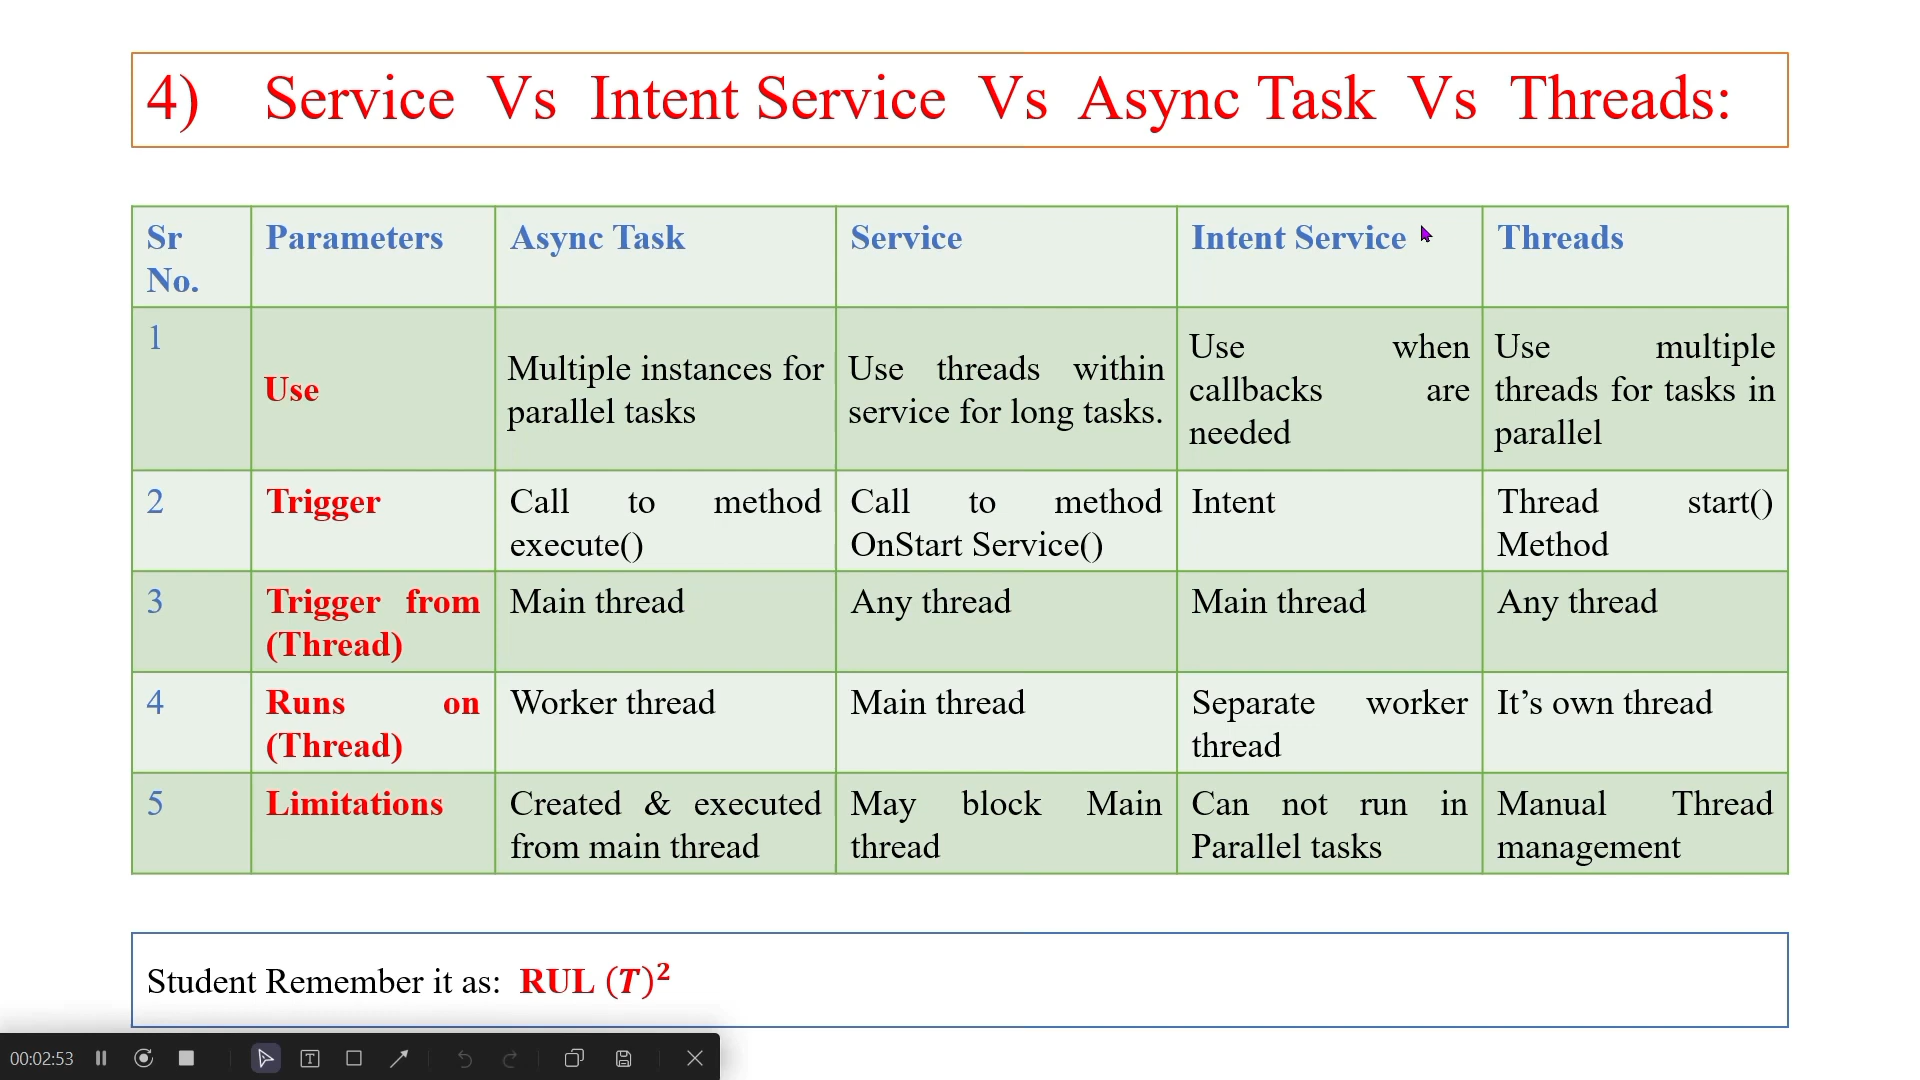 4) Service Vs Intent Service Vs Async Task Vs Threads:
Sr
No.
Parameters
Async Task
Service
Intent Service
Threads
1
Use
Multiple instances for
parallel tasks
Use threads within
service for long tasks.
Use when
callbacks are
needed
Use multiple
threads for tasks in
parallel
2
Trigger
Call to method
execute()
Call to method
OnStart Service()
Intent
Thread start()
Method
3
Trigger from
(Thread)
Main thread
Any thread
Main thread
Any thread
4
Runs on
(Thread)
Worker thread
Main thread
Separate worker
thread
It’s own thread
5
Limitations
Created & executed
from main thread
May block Main
thread
Can not run in
Parallel tasks
Manual Thread
management
Student Remember it as: RUL (T)²
00:02:53